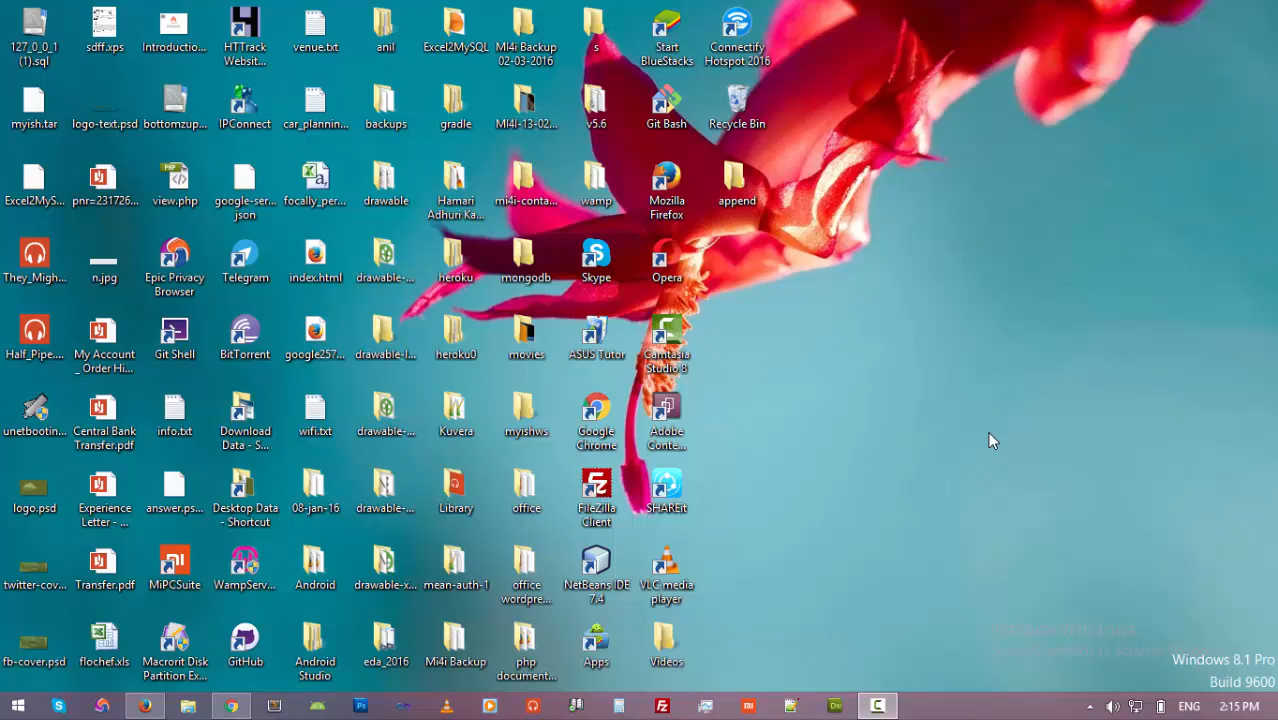 127_0_0_1
(1).sql
sdff.xps
Introductio...
HTTrack
Websit...
venue.txt
anil
Excel2MySQL
MI4i Backup
02-03-2016
s
Start
BlueStacks
Connectify
Hotspot 2016
myish.tar
logo-text.psd
bottomzup...
IPConnect
car_planning...
backups
gradle
MI4I-13-02...
v5.6
Git Bash
Recycle Bin
Excel2MyS...
pnr=231726...
view.php
google-ser...
json
focally_per...
drawable
Hamari
Adhuri Ka...
mi4i-conta...
wamp
Mozilla
Firefox
append
They_Migh...
n.jpg
Epic Privacy
Browser
Telegram
index.html
drawable-...
heroku
mongodb
Skype
Opera
Half_Pipe....
My Account
_ Order Hi...
Git Shell
BitTorrent
google257...
drawable-l...
heroku0
movies
ASUS Tutor
Camtasia
Studio 8
unetbootin...
Central Bank
Transfer.pdf
info.txt
Download
Data - S...
wifi.txt
drawable-...
Kuvera
myishws
Google
Chrome
Adobe
Conte...
logo.psd
Experience
Letter - ...
answer.ps...
Desktop Data
- Shortcut
08-jan-16
drawable-...
Library
office
FileZilla
Client
SHAREit
twitter-cov...
Transfer.pdf
MiPCSuite
WampServ...
Android
drawable-x...
mean-auth-1
office
wordpre...
NetBeans IDE
7.4
VLC media
player
fb-cover.psd
flochef.xls
Macrorit Disk
Partition Ex...
GitHub
Android
Studio
eda_2016
Mi4i Backup
php
document...
Apps
Videos
Windows 8.1 Pro
Build 9600
ENG
2:15 PM